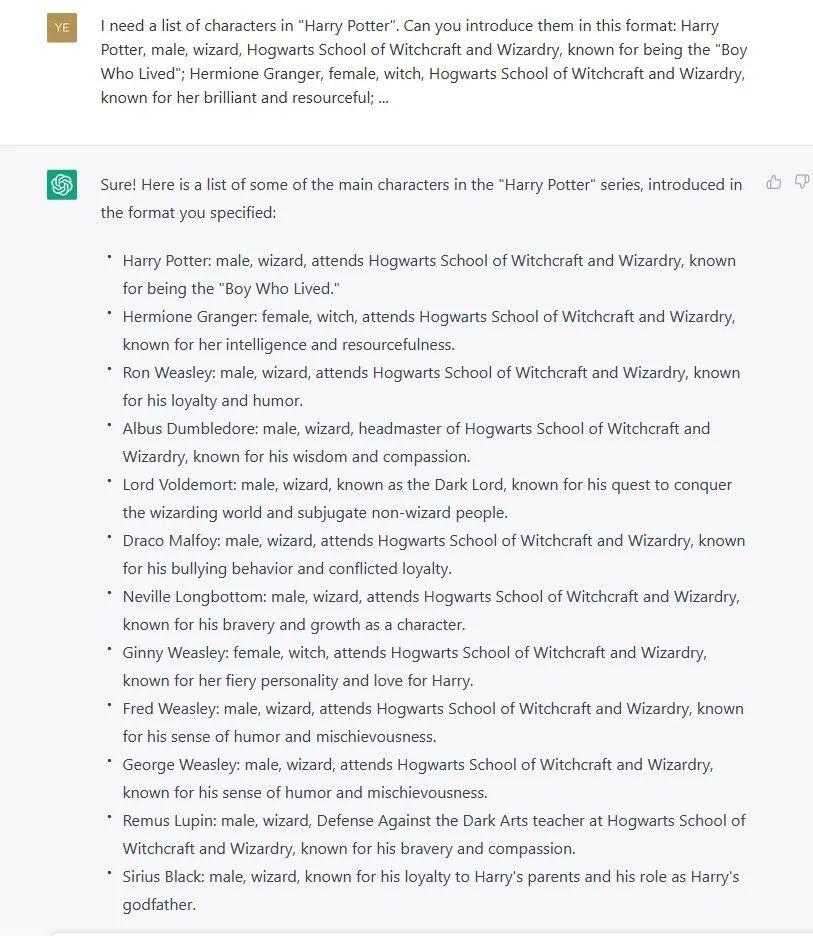 YE
I need a list of characters in "Harry Potter". Can you introduce them in this format: Harry
Potter, male, wizard, Hogwarts School of Witchcraft and Wizardry, known for being the "Boy
Who Lived"; Hermione Granger, female, witch, Hogwarts School of Witchcraft and Wizardry,
known for her brilliant and resourceful; ...
Sure! Here is a list of some of the main characters in the "Harry Potter" series, introduced in
the format you specified:
• Harry Potter: male, wizard, attends Hogwarts School of Witchcraft and Wizardry, known
for being the "Boy Who Lived."
• Hermione Granger: female, witch, attends Hogwarts School of Witchcraft and Wizardry,
known for her intelligence and resourcefulness.
• Ron Weasley: male, wizard, attends Hogwarts School of Witchcraft and Wizardry, known
for his loyalty and humor.
• Albus Dumbledore: male, wizard, headmaster of Hogwarts School of Witchcraft and
Wizardry, known for his wisdom and compassion.
• Lord Voldemort: male, wizard, known as the Dark Lord, known for his quest to conquer
the wizarding world and subjugate non-wizard people.
• Draco Malfoy: male, wizard, attends Hogwarts School of Witchcraft and Wizardry, known
for his bullying behavior and conflicted loyalty.
• Neville Longbottom: male, wizard, attends Hogwarts School of Witchcraft and Wizardry,
known for his bravery and growth as a character.
• Ginny Weasley: female, witch, attends Hogwarts School of Witchcraft and Wizardry,
known for her fiery personality and love for Harry.
• Fred Weasley: male, wizard, attends Hogwarts School of Witchcraft and Wizardry, known
for his sense of humor and mischievousness.
• George Weasley: male, wizard, attends Hogwarts School of Witchcraft and Wizardry,
known for his sense of humor and mischievousness.
• Remus Lupin: male, wizard, Defense Against the Dark Arts teacher at Hogwarts School of
Witchcraft and Wizardry, known for his bravery and compassion.
• Sirius Black: male, wizard, known for his loyalty to Harry's parents and his role as Harry's
godfather.